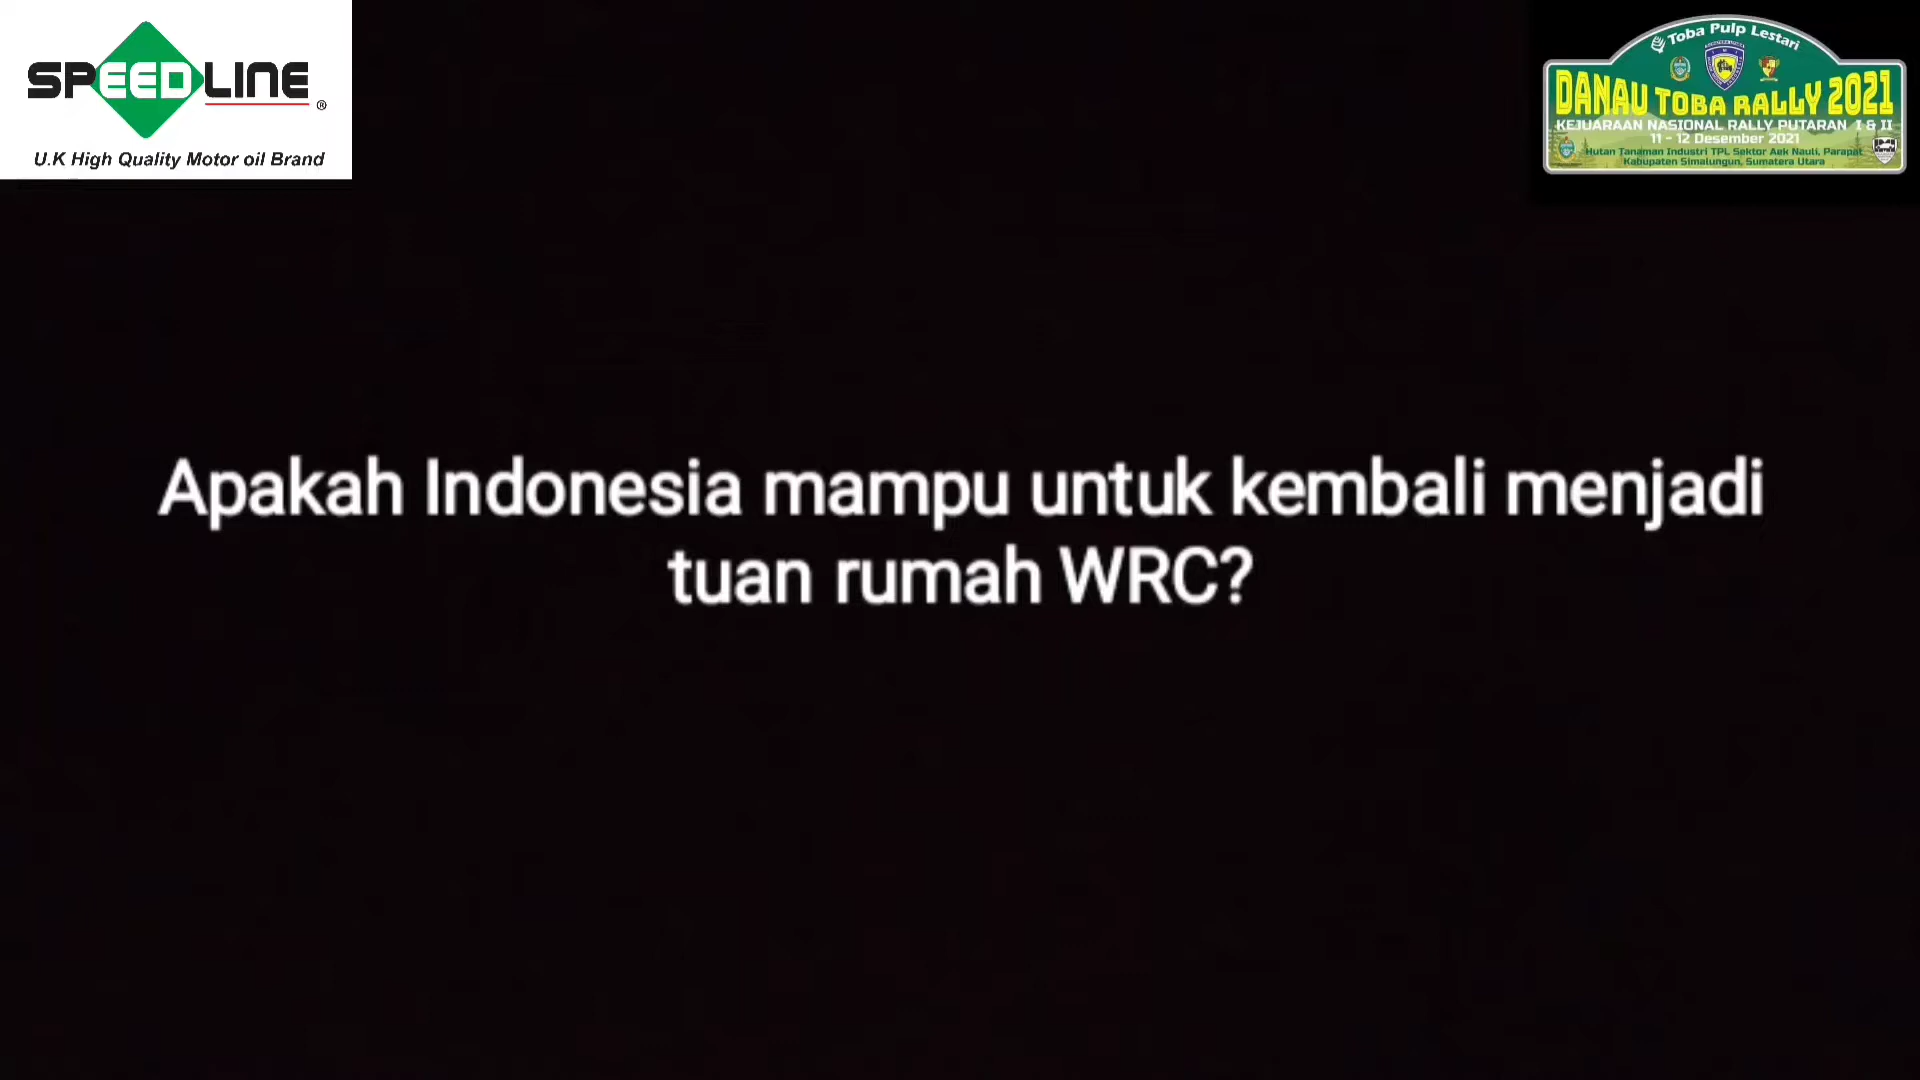 SPEEDLINE ®
U.K High Quality Motor oil Brand
Toba Pulp Lestari
DANAU TOBA RALLY 2021
KEJUARAAN NASIONAL RALLY PUTARAN I & II
11 - 12 Desember 2021
Hutan Tanaman Industri TPL Sektor Aek Nauli, Parapat
Kabupaten Simalungun, Sumatera Utara
Apakah Indonesia mampu untuk kembali menjadi
tuan rumah WRC?